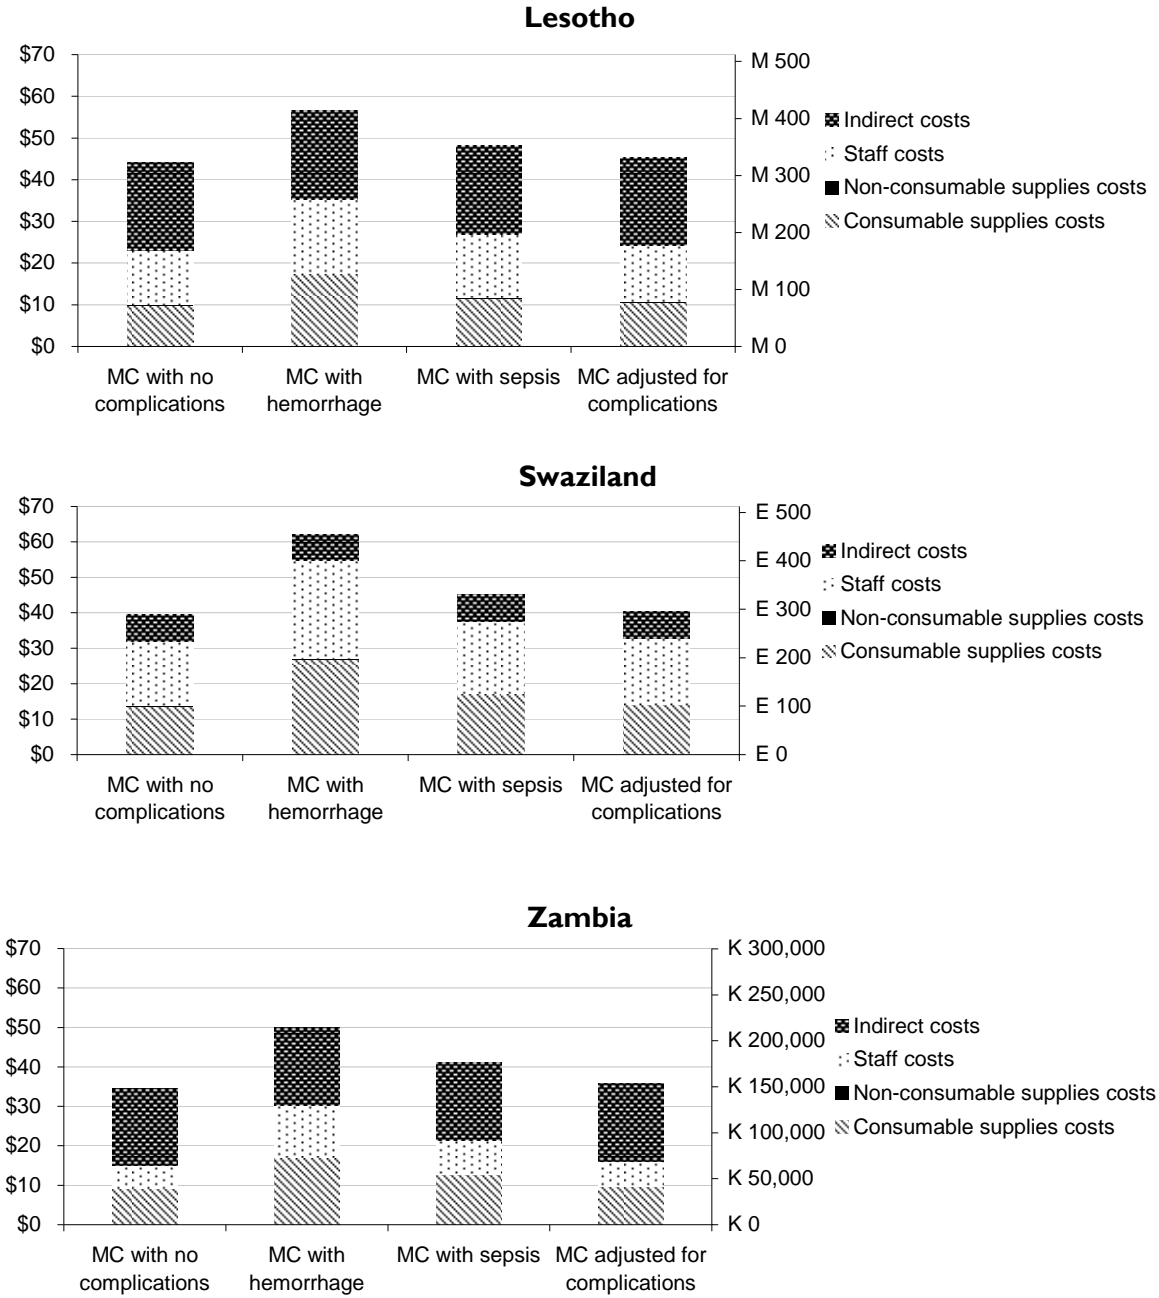 Lesotho
$70
$60
$50
$40
$30
$20
$10
$0
M 500
M 400
M 300
M 200
M 100
M 0
Indirect costs
Staff costs
Non-consumable supplies costs
Consumable supplies costs
MC with no complications
MC with hemorrhage
MC with sepsis
MC adjusted for complications
Swaziland
$70
$60
$50
$40
$30
$20
$10
$0
E 500
E 400
E 300
E 200
E 100
E 0
Indirect costs
Staff costs
Non-consumable supplies costs
Consumable supplies costs
MC with no complications
MC with hemorrhage
MC with sepsis
MC adjusted for complications
Zambia
$70
$60
$50
$40
$30
$20
$10
$0
K 300,000
K 250,000
K 200,000
K 150,000
K 100,000
K 50,000
K 0
Indirect costs
Staff costs
Non-consumable supplies costs
Consumable supplies costs
MC with no complications
MC with hemorrhage
MC with sepsis
MC adjusted for complications